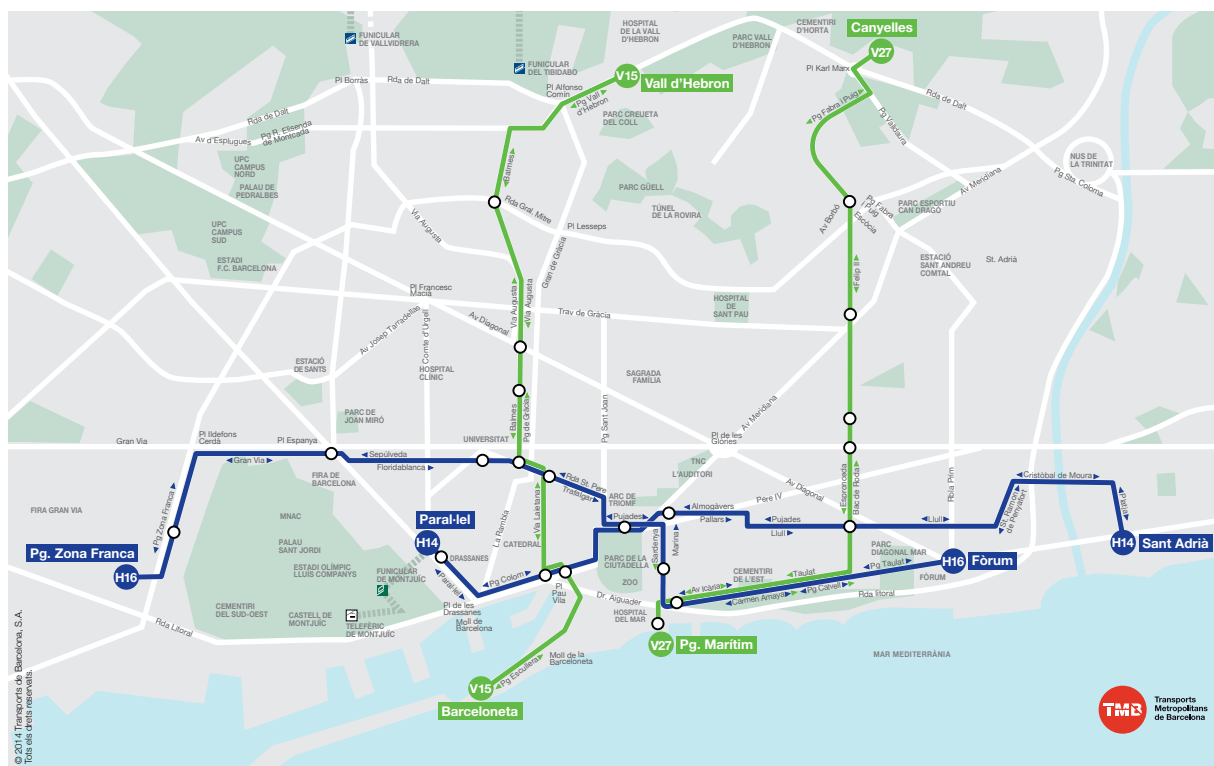 FUNICULAR
DE VALLVIDRERA
HOSPITAL
DE LA VALL
D'HEBRON
PARC VALL
D'HEBRON
CEMENTIRI
D'HORTA
Canyelles
V27
FUNICULAR
DEL TIBIDABO
V15
Vall d'Hebron
Pl Karl Marx
Pl Borràs
Rda de Dalt
Pl Alfonso
Comín
Pg Vall
d'Hebron
Rda de Dalt
Rda de Dalt
Pg Fabra i Puig
Pg Valldaura
PARC CREUETA
DEL COLL
Av d'Esplugues
Pg R. Elisenda
de Montcada
UPC
CAMPUS
NORD
PALAU DE
PEDRALBES
Balmes
PARC GÜELL
TÚNEL
DE LA ROVIRA
NUS DE
LA TRINITAT
Pg Sta. Coloma
Av Meridiana
Pg Fabra
i Puig
Escòcia
Av Borbó
PARC ESPORTIU
CAN DRAGÓ
Rda Gral. Mitre
Via Augusta
Pl Lesseps
UPC
CAMPUS
SUD
ESTADI
F.C. BARCELONA
Gran de Gràcia
ESTACIÓ
SANT ANDREU
COMTAL
St. Adrià
Felip II
Pl Francesc
Macià
Via Augusta
Via Augusta
HOSPITAL
DE
SANT PAU
Trav de Gràcia
Av Josep Tarradellas
Comte d'Urgell
Av Diagonal
ESTACIÓ
DE SANTS
HOSPITAL
CLÍNIC
SAGRADA
FAMÍLIA
PARC DE
JOAN MIRÓ
Balmes
Pg de Gràcia
Pg Sant Joan
Av Meridiana
Gran Via
Pl Ildefons
Cerdà
Pl Espanya
UNIVERSITAT
Pl de les
Glòries
Gran Via
Sepúlveda
Floridablanca
FIRA DE
BARCELONA
Rda St. Pere
Trafalgar
TNC
L'AUDITORI
Av Diagonal
Pere IV
Espronceda
Bac de Roda
Rbla Prim
Cristòbal de Moura
St. Ramon
de Penyafort
FIRA GRAN VIA
Pg Zona Franca
MNAC
Paral·lel
H14
La Rambla
Via Laietana
ARC DE
TRIOMF
Pujades
Almogàvers
Pallars
Pujades
Llull
Llull
Platja
H14
Sant Adrià
Pg. Zona Franca
H16
PALAU
SANT JORDI
ESTADI OLÍMPIC
LLUÍS COMPANYS
FUNICULAR
DE MONTJUÏC
DRASSANES
CATEDRAL
Sardenya
Marina
PARC DE LA
CIUTADELLA
ZOO
CEMENTIRI
DE L'EST
PARC
DIAGONAL MAR
H16
Fòrum
FÒRUM
Taulat
Pg Taulat
Pg Calvell
Rda litoral
Av Icària
Carmen Amaya
Paral·lel
Pg Colom
Pl
Pau
Vila
Dr. Aiguader
HOSPITAL
DEL MAR
CEMENTIRI
DEL SUD-OEST
CASTELL DE
MONTJUÏC
TELEFÈRIC
DE MONTJUÏC
Pl de les
Drassanes
Moll de
Barcelona
Rda Litoral
V27
Pg. Marítim
Moll de la
Barceloneta
Pg Escullera
V15
Barceloneta
MAR MEDITERRÀNIA
TMB
Transports
Metropolitans
de Barcelona
© 2014 Transports de Barcelona, S.A.
Tots els drets reservats.